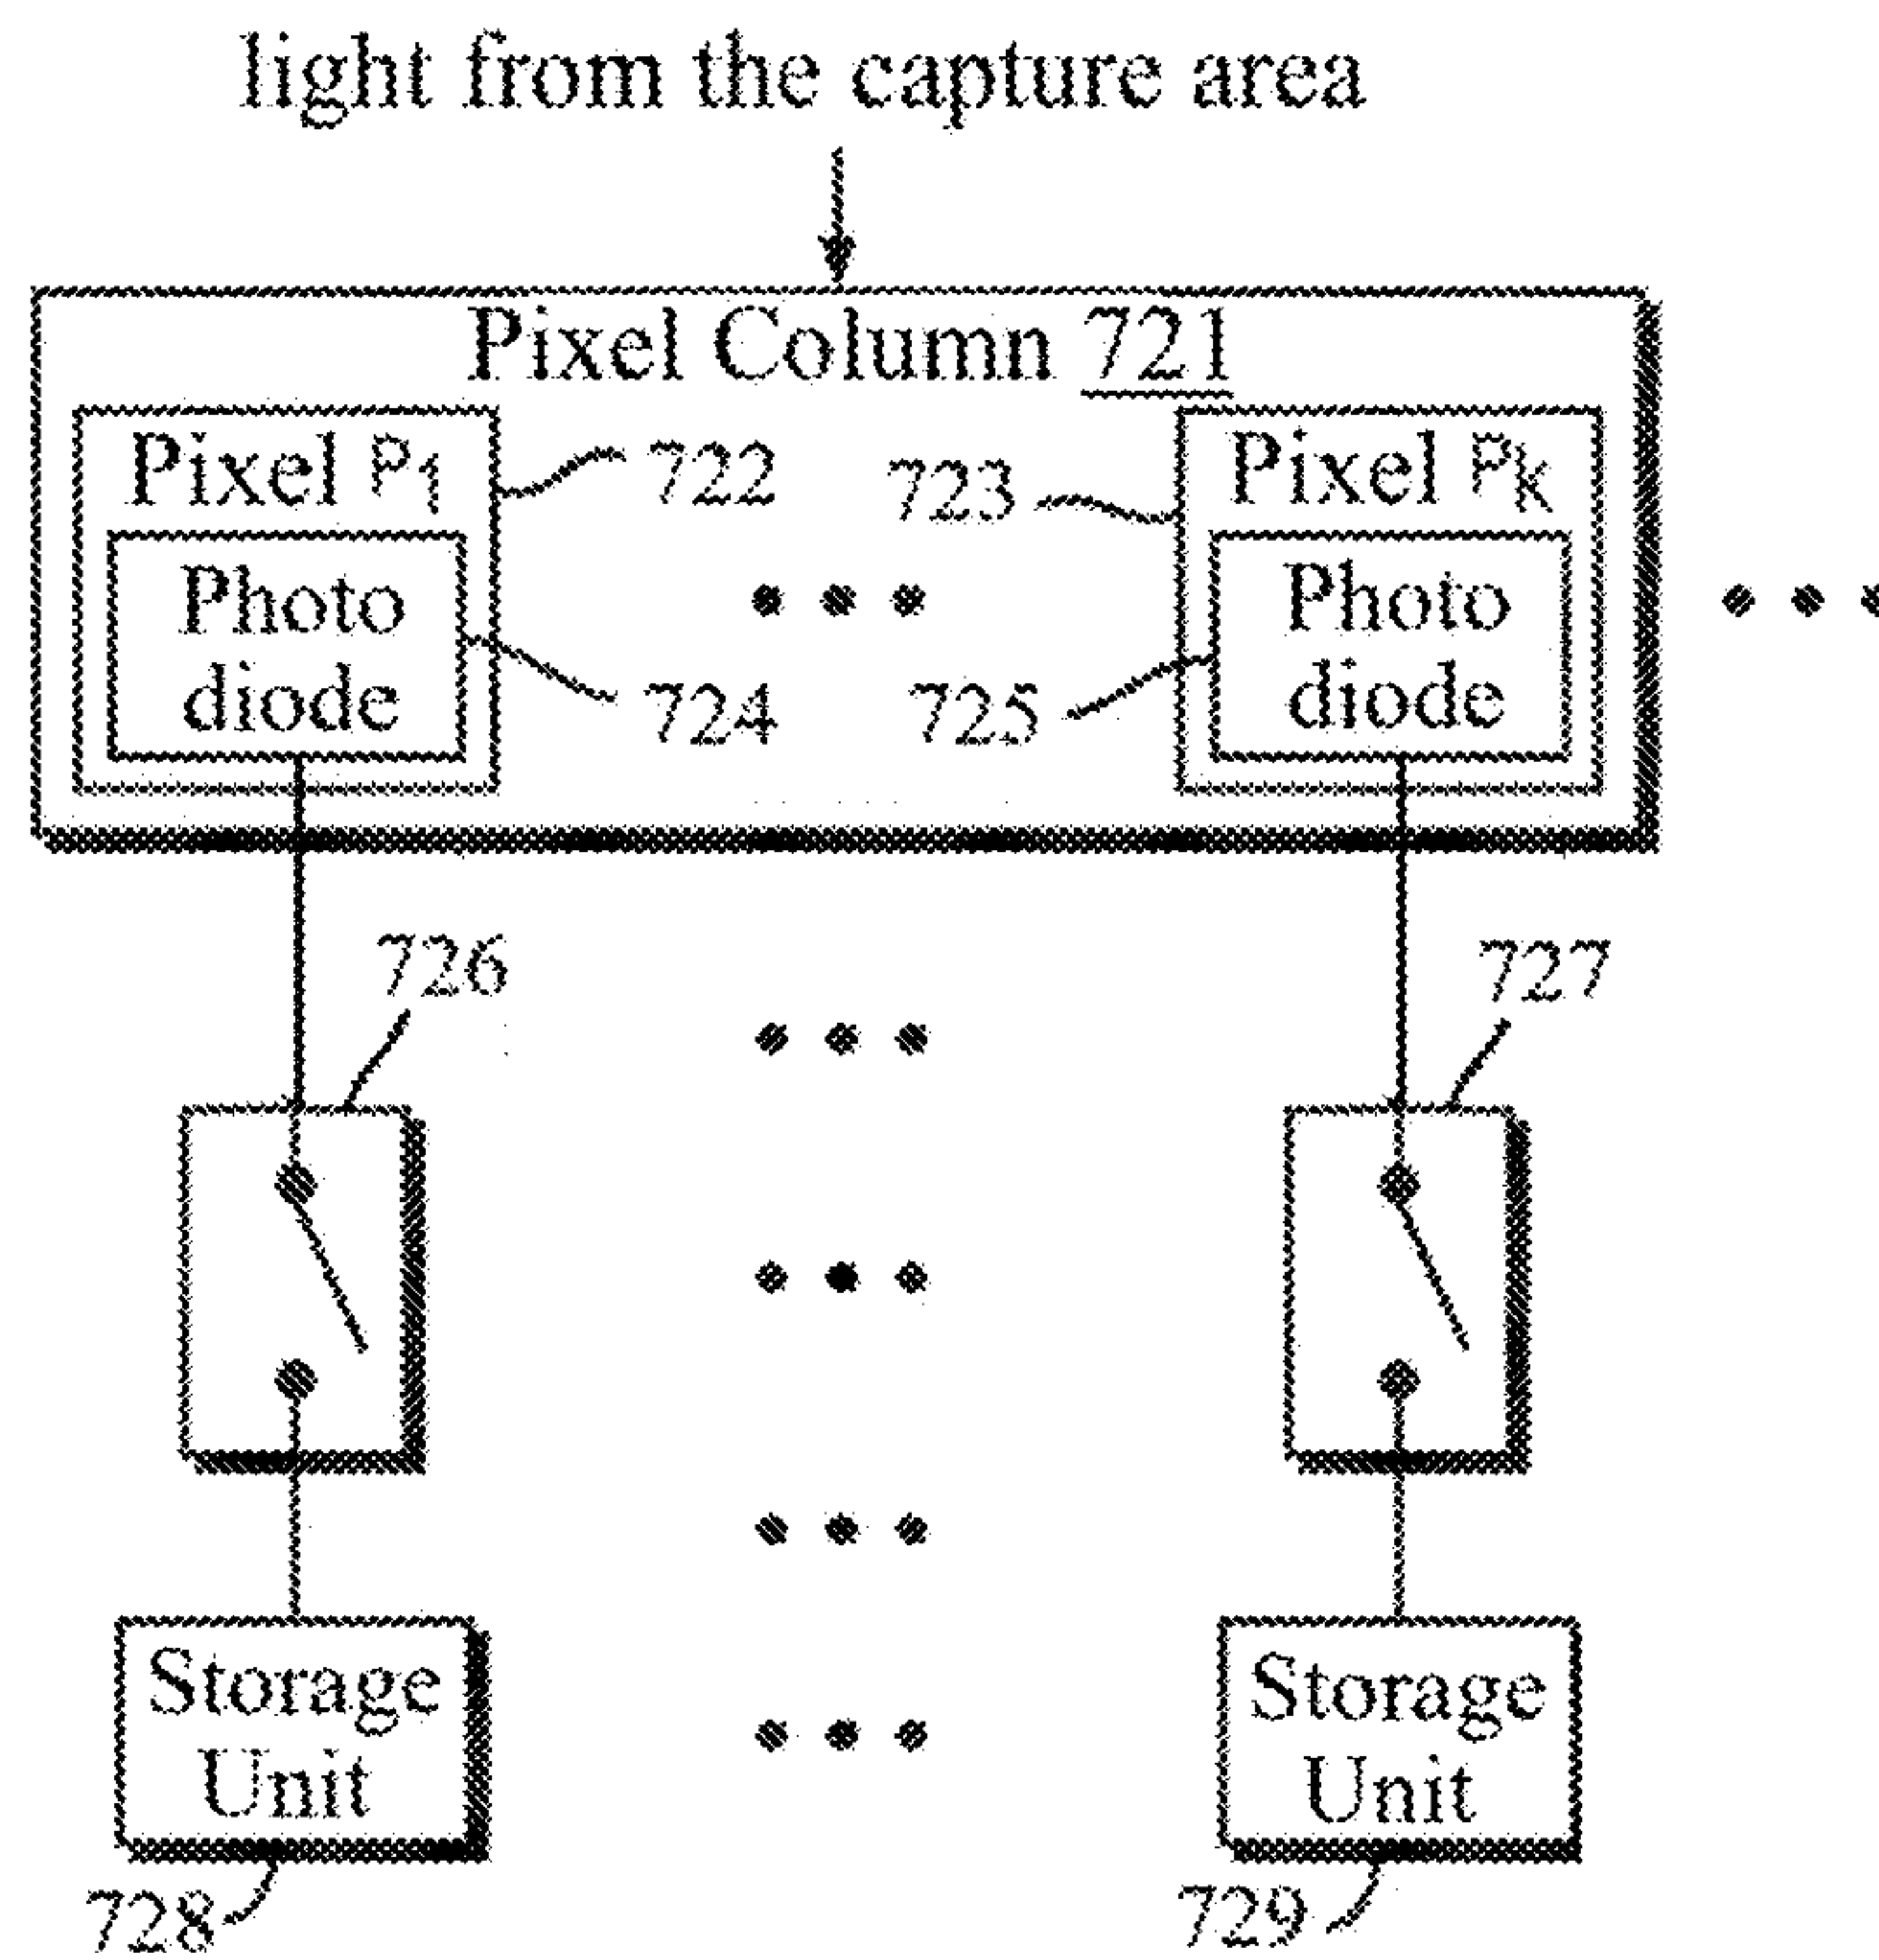 light from the capture area
Pixel Column 721
Pixel P1
722
723
Pixel Pk
Photo
diode
724
725
Photo
diode
726
727
Storage
Unit
Storage
Unit
728
729